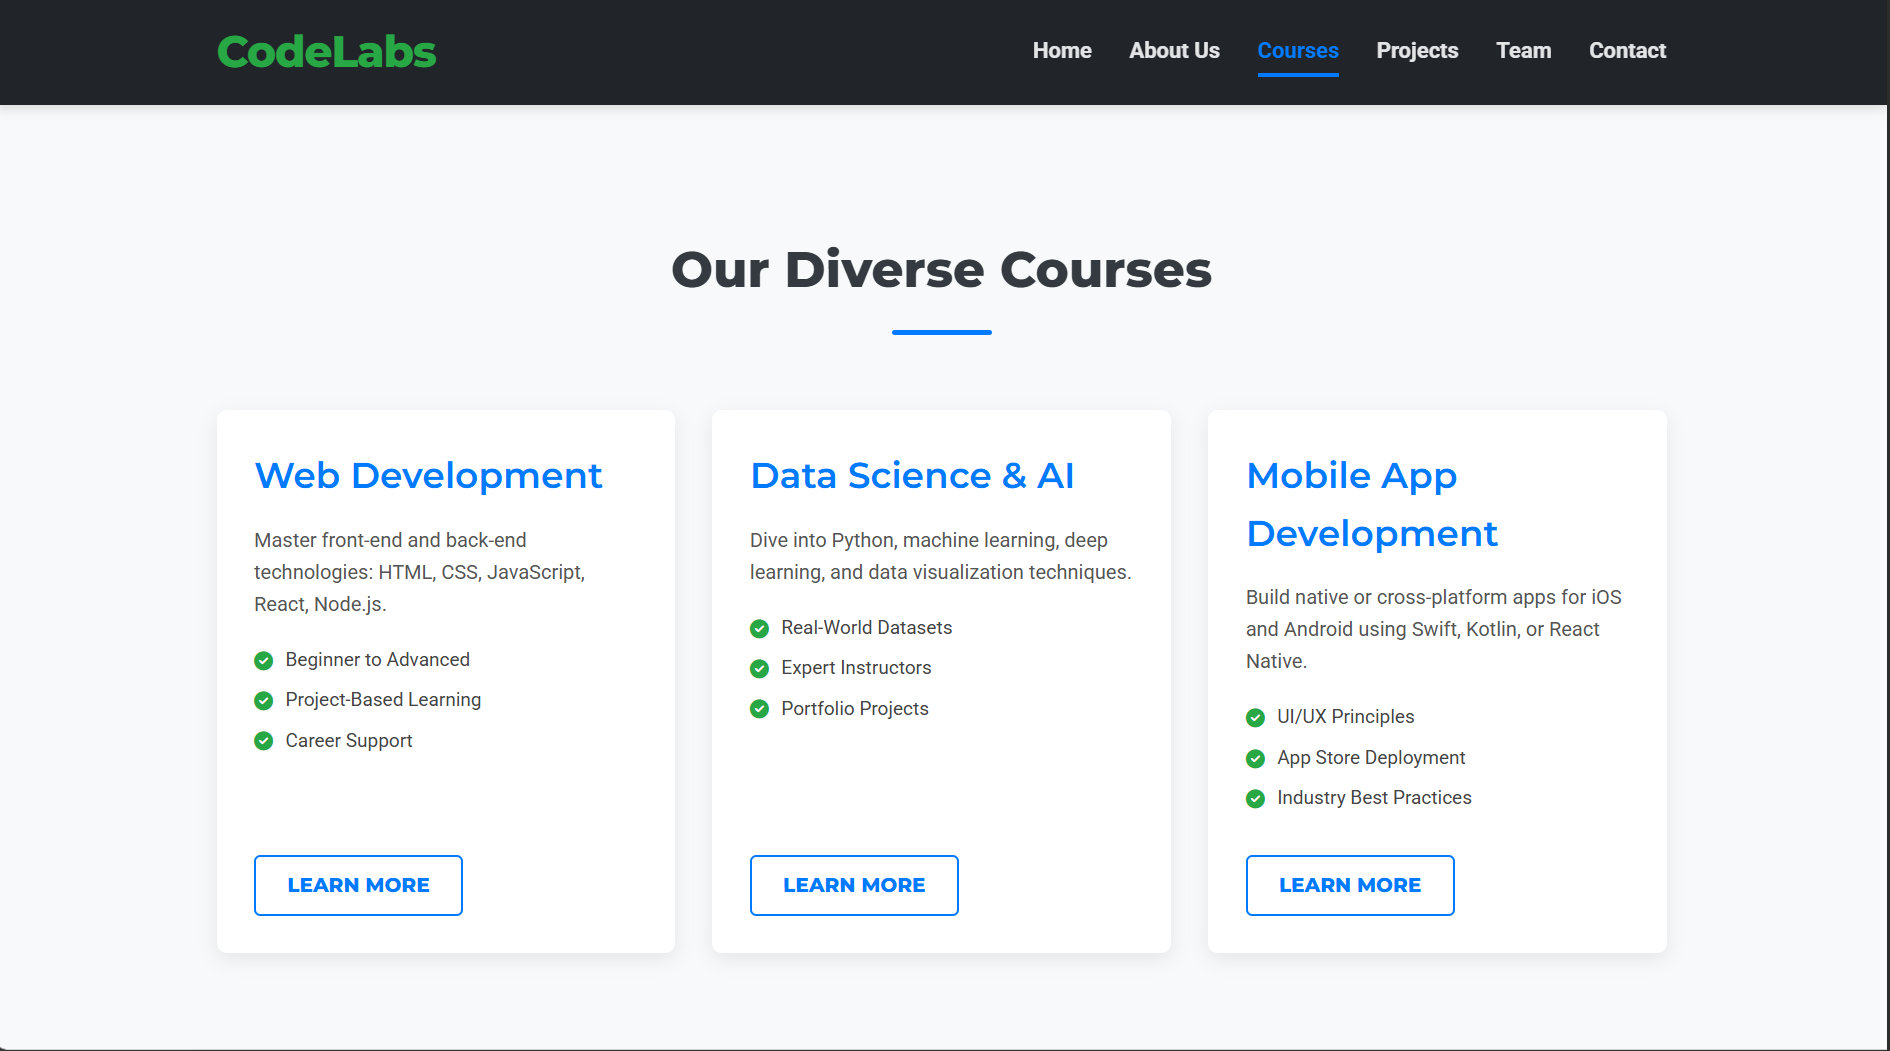 CodeLabs
Home About Us Courses Projects Team Contact
Our Diverse Courses
Web Development
Master front-end and back-end
technologies: HTML, CSS, JavaScript,
React, Node.js.
Beginner to Advanced
Project-Based Learning
Career Support
LEARN MORE
Data Science & AI
Dive into Python, machine learning, deep
learning, and data visualization techniques.
Real-World Datasets
Expert Instructors
Portfolio Projects
LEARN MORE
Mobile App
Development
Build native or cross-platform apps for iOS
and Android using Swift, Kotlin, or React
Native.
UI/UX Principles
App Store Deployment
Industry Best Practices
LEARN MORE